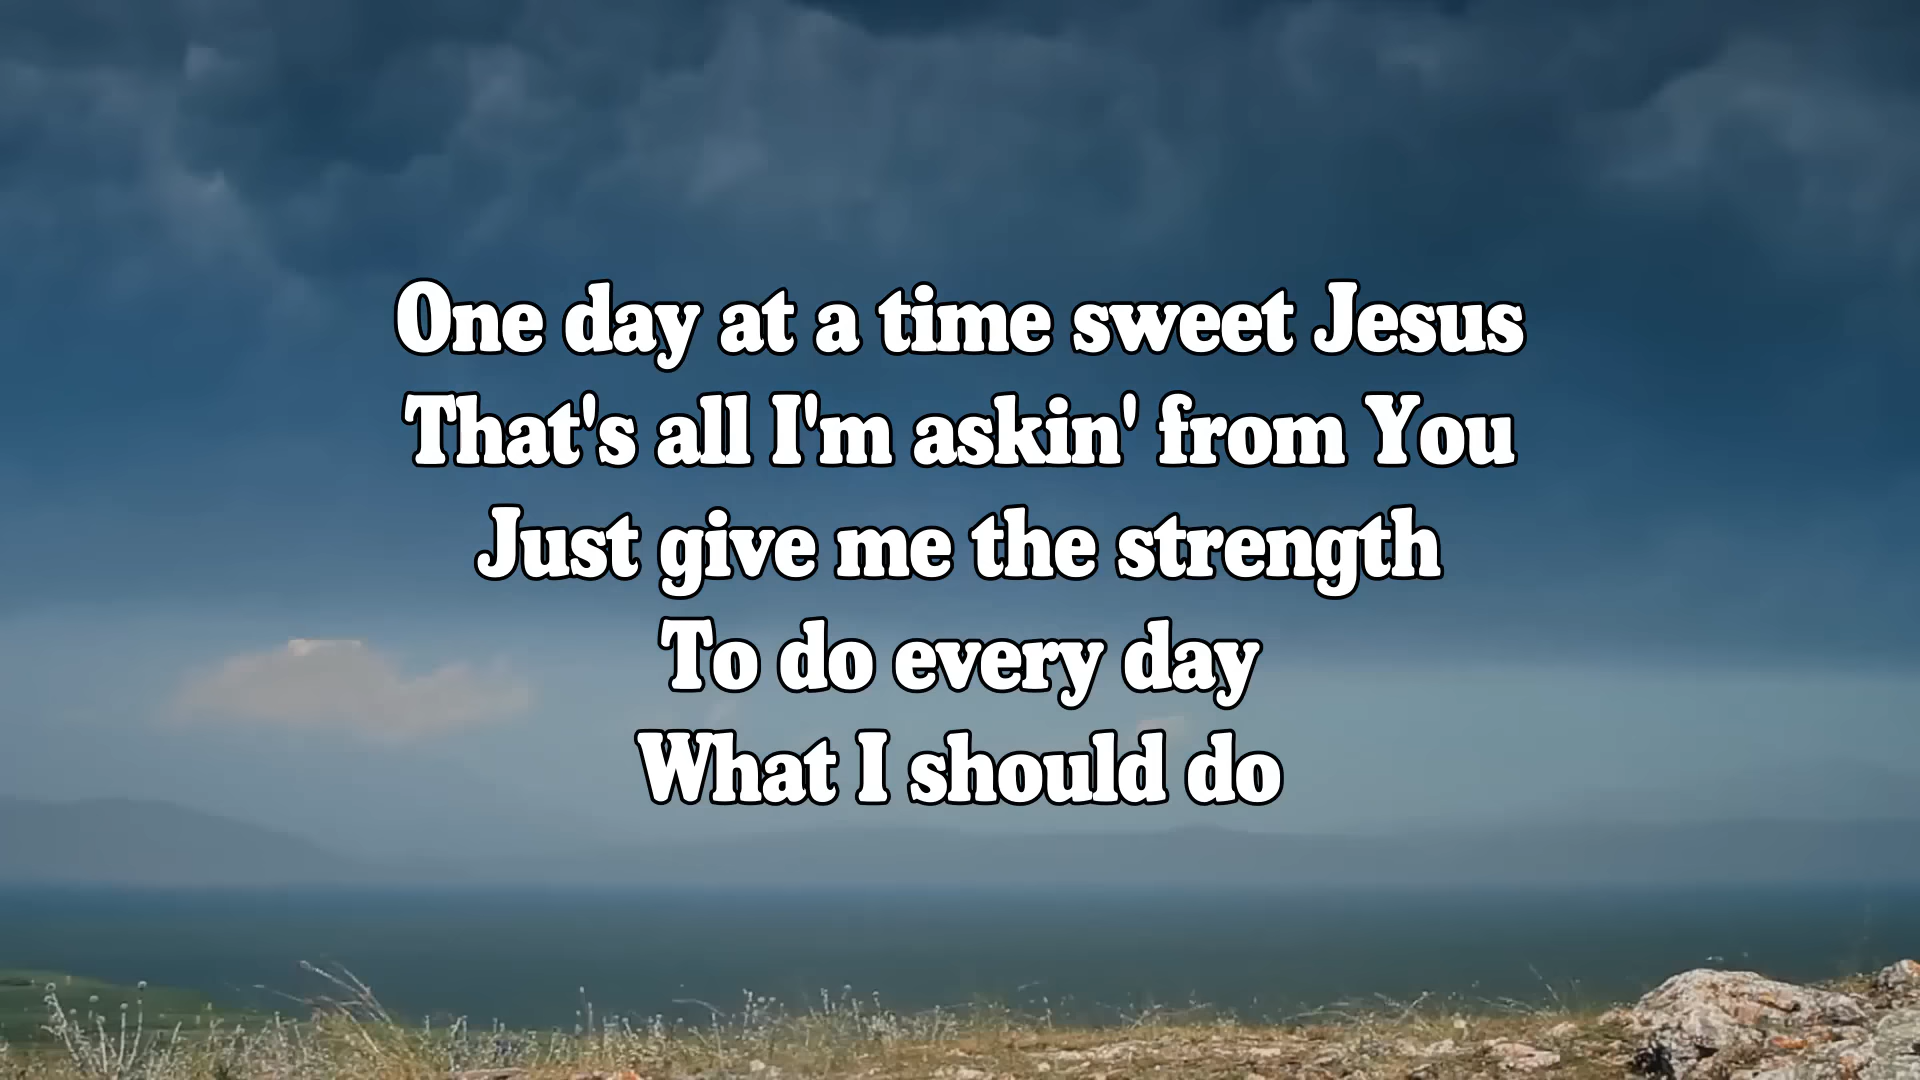 One day at a time sweet Jesus
That's all I'm askin' from You
Just give me the strength
To do every day
What I should do